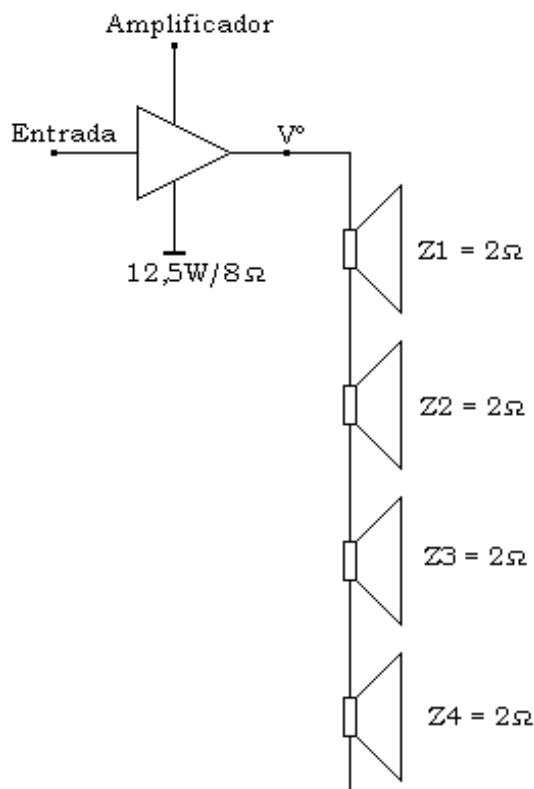 Amplificador
Entrada
V°
12,5W/8Ω
Z1 = 2Ω
Z2 = 2Ω
Z3 = 2Ω
Z4 = 2Ω